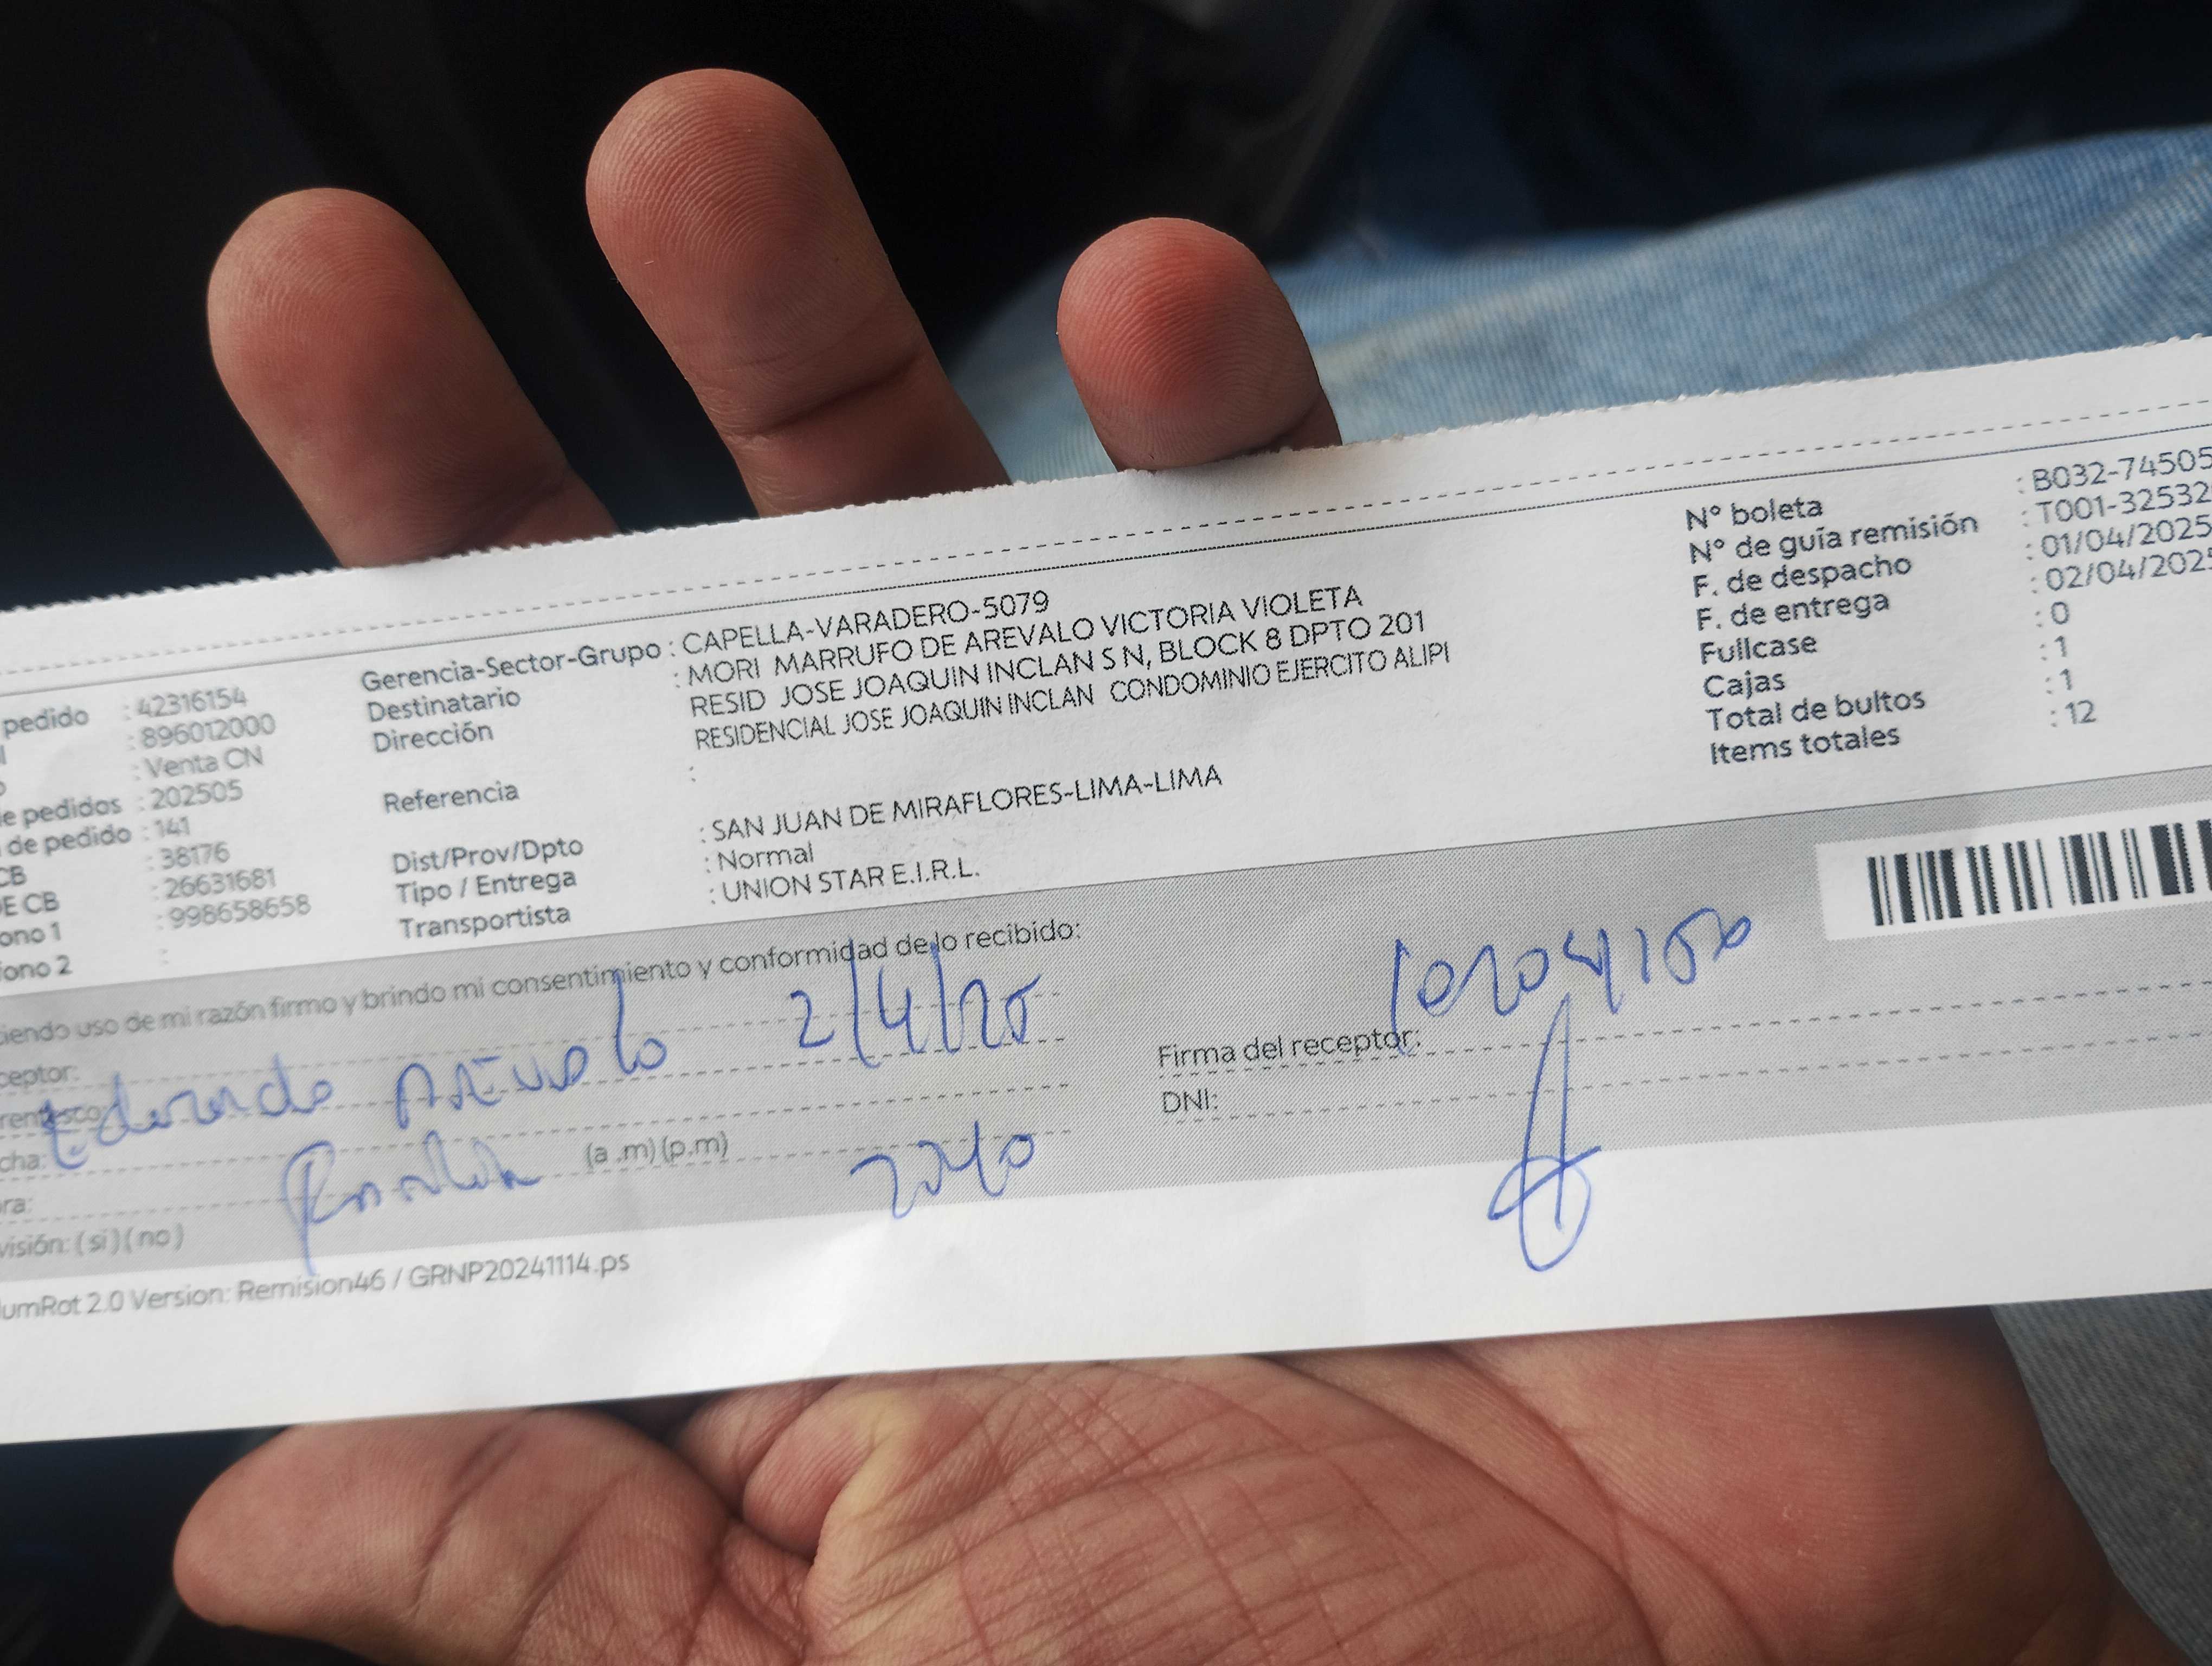 pedido : 42316154
: 896012000
: Venta CN
de pedidos : 202505
de pedido : 141
CB : 38176
DE CB : 26631681
ono 1 : 998658658
fono 2 :
Gerencia-Sector-Grupo : CAPELLA-VARADERO-5079
Destinatario : MORI MARRUFO DE AREVALO VICTORIA VIOLETA
Dirección RESID JOSE JOAQUIN INCLAN S N, BLOCK 8 DPTO 201
RESIDENCIAL JOSE JOAQUIN INCLAN CONDOMINIO EJERCITO ALIPI
Referencia :
Dist/Prov/Dpto : SAN JUAN DE MIRAFLORES-LIMA-LIMA
Tipo / Entrega : Normal
Transportista : UNION STAR E.I.R.L.
N° boleta : B032-74505
N° de guía remisión : T001-32532
F. de despacho : 01/04/2025
F. de entrega : 02/04/2025
Fullcase : 0
Cajas : 1
Total de bultos : 1
Items totales : 12
iendo uso de mi razón firmo y brindo mi consentimiento y conformidad de lo recibido:
ceptor:
rentesco:
2/4/25
cha:
(a .m) (p.m)
ra:
visión: ( si ) ( no )
Firma del receptor:
DNI:
umRot 2.0 Version: Remision46 / GRNP20241114.ps